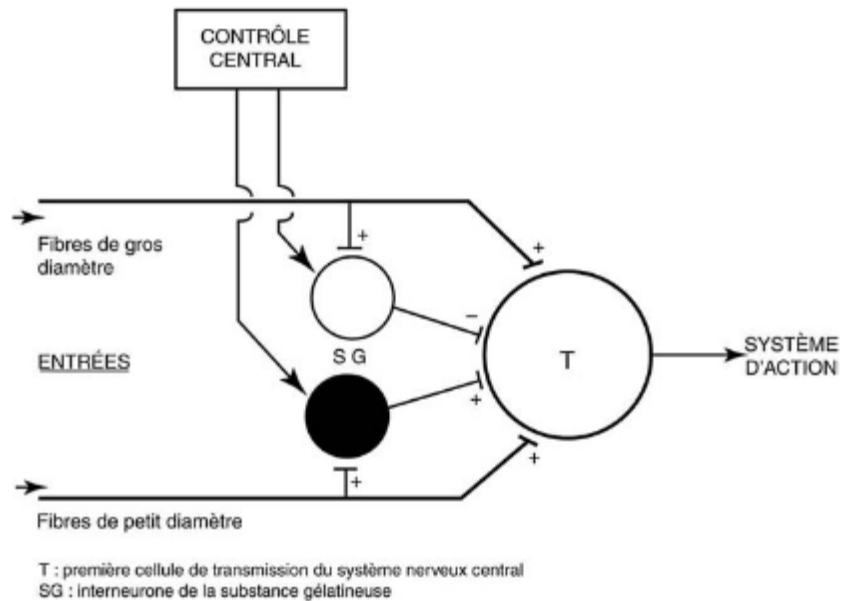 CONTRÔLE
CENTRAL
+
+
Fibres de gros
diamètre
–
ENTRÉES
S G
T
SYSTÈME
D'ACTION
+
+
+
Fibres de petit diamètre
T : première cellule de transmission du système nerveux central
SG : interneurone de la substance gélatineuse